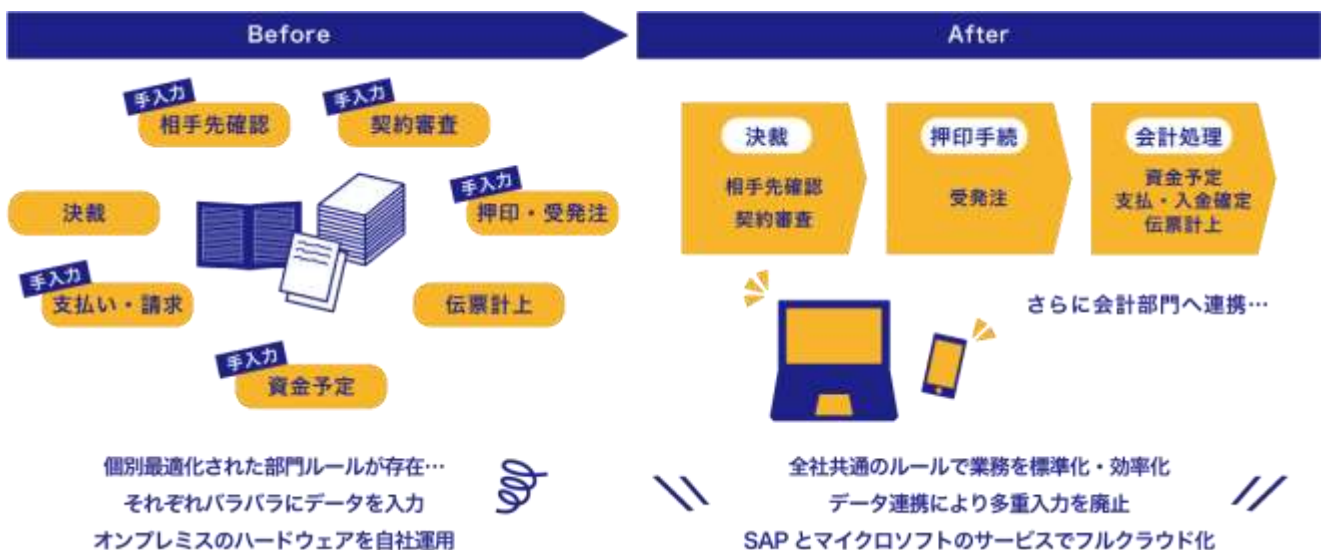 Before
手入力
相手先確認
手入力
契約審査
手入力
押印・受発注
決裁
手入力
支払い・請求
伝票計上
手入力
資金予定
個別最適化された部門ルールが存在…
それぞれバラバラにデータを入力
オンプレミスのハードウェアを自社運用
After
決裁
相手先確認
契約審査
押印手続
受発注
会計処理
資金予定
支払・入金確定
伝票計上
さらに会計部門へ連携…
全社共通のルールで業務を標準化・効率化
データ連携により多重入力を廃止
SAP とマイクロソフトのサービスでフルクラウド化